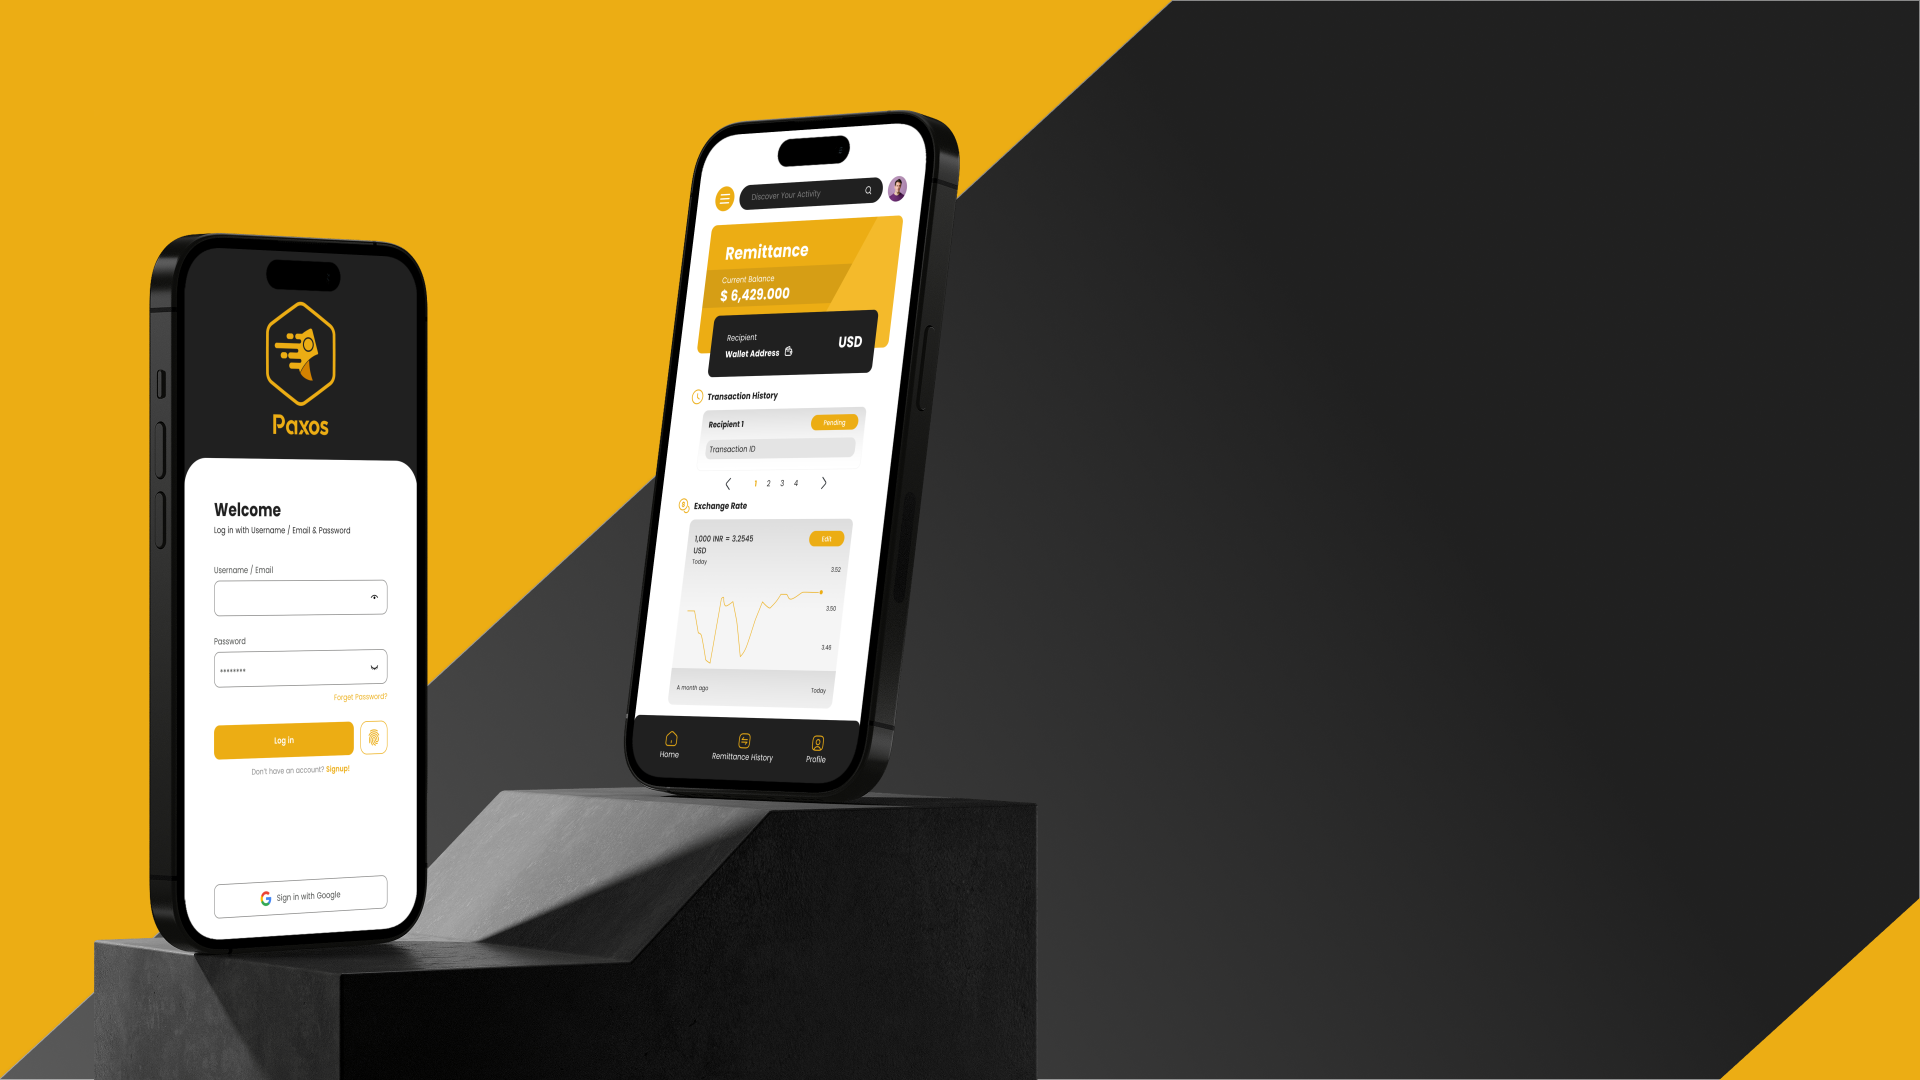 Paxos
Welcome
Log in with Username / Email & Password
Username / Email
Password
********
Forget Password?
Log in
Don't have an account? Signup!
Sign in with Google
Discover Your Activity
Remittance
Current Balance
$ 6,429.000
Recipient
Wallet Address
USD
Transaction History
Recipient 1
Pending
Transaction ID
1 2 3 4
Exchange Rate
1,000 INR = 3.2545
USD
Edit
Today
3.52
3.50
3.48
A month ago
Today
Home
Remittance History
Profile